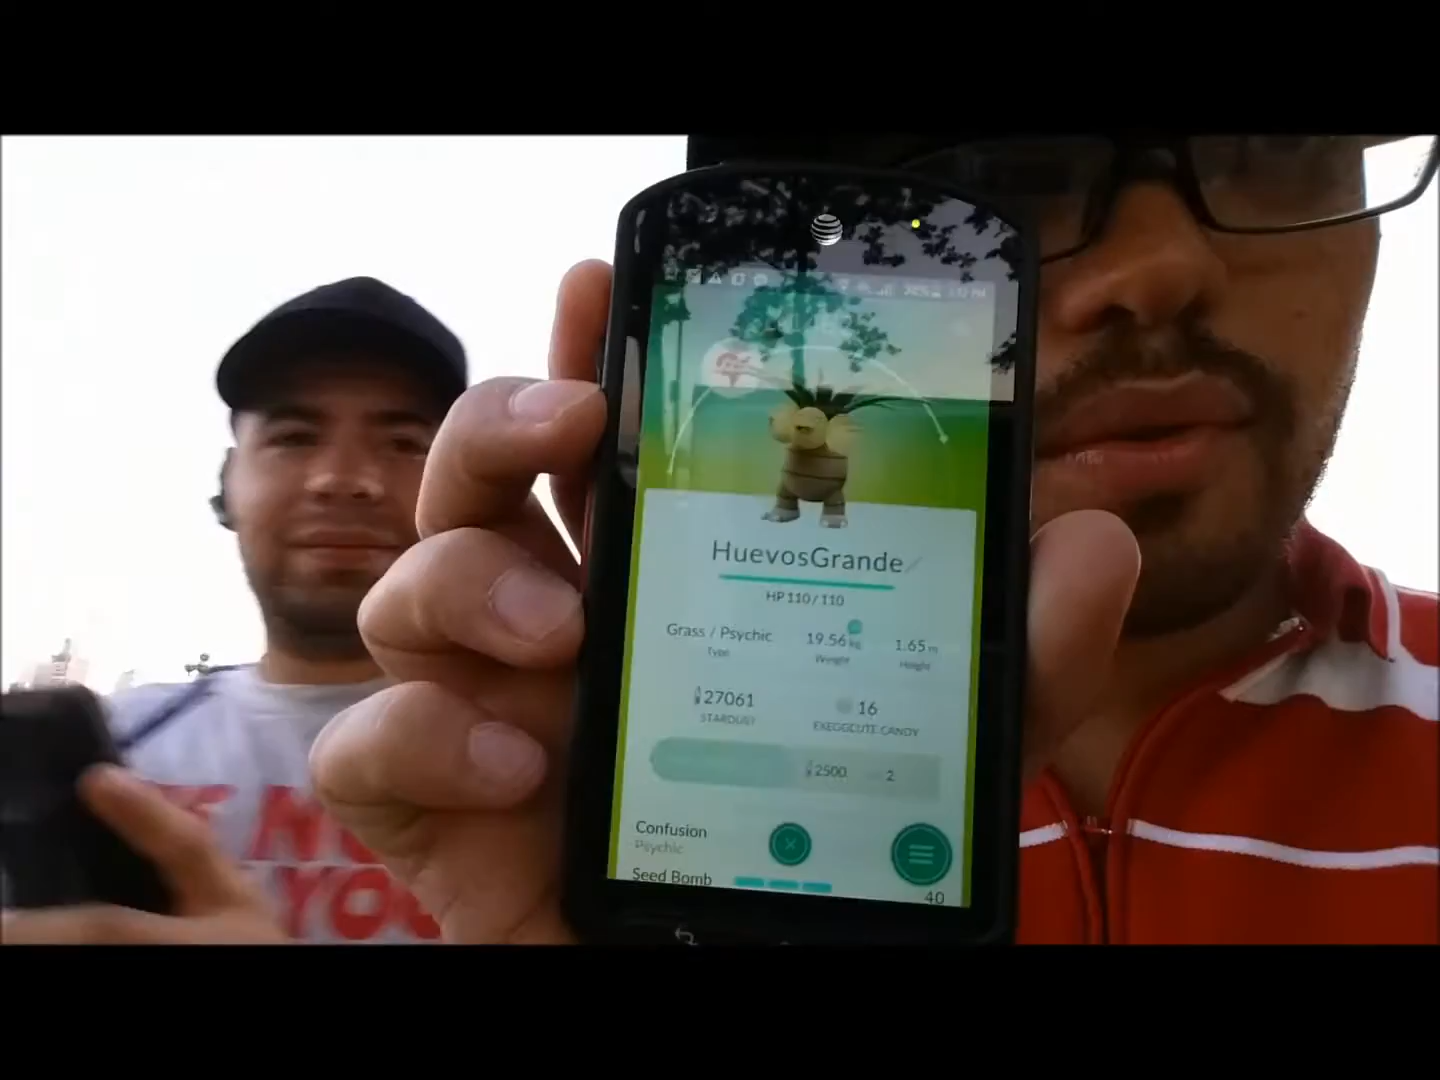 HuevosGrande
HP 110 / 110
Grass / Psychic
19.56 kg
1.65 m
Type
Weight
Height
27061
16
STARDUST
EXEGGCUTE CANDY
2500
2
Confusion
Psychic
Seed Bomb
40
YOU